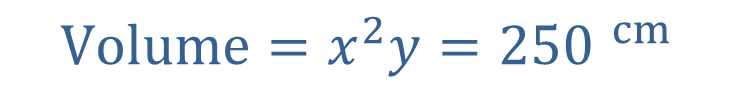 Volume = x²y = 250 ᶜᵐ